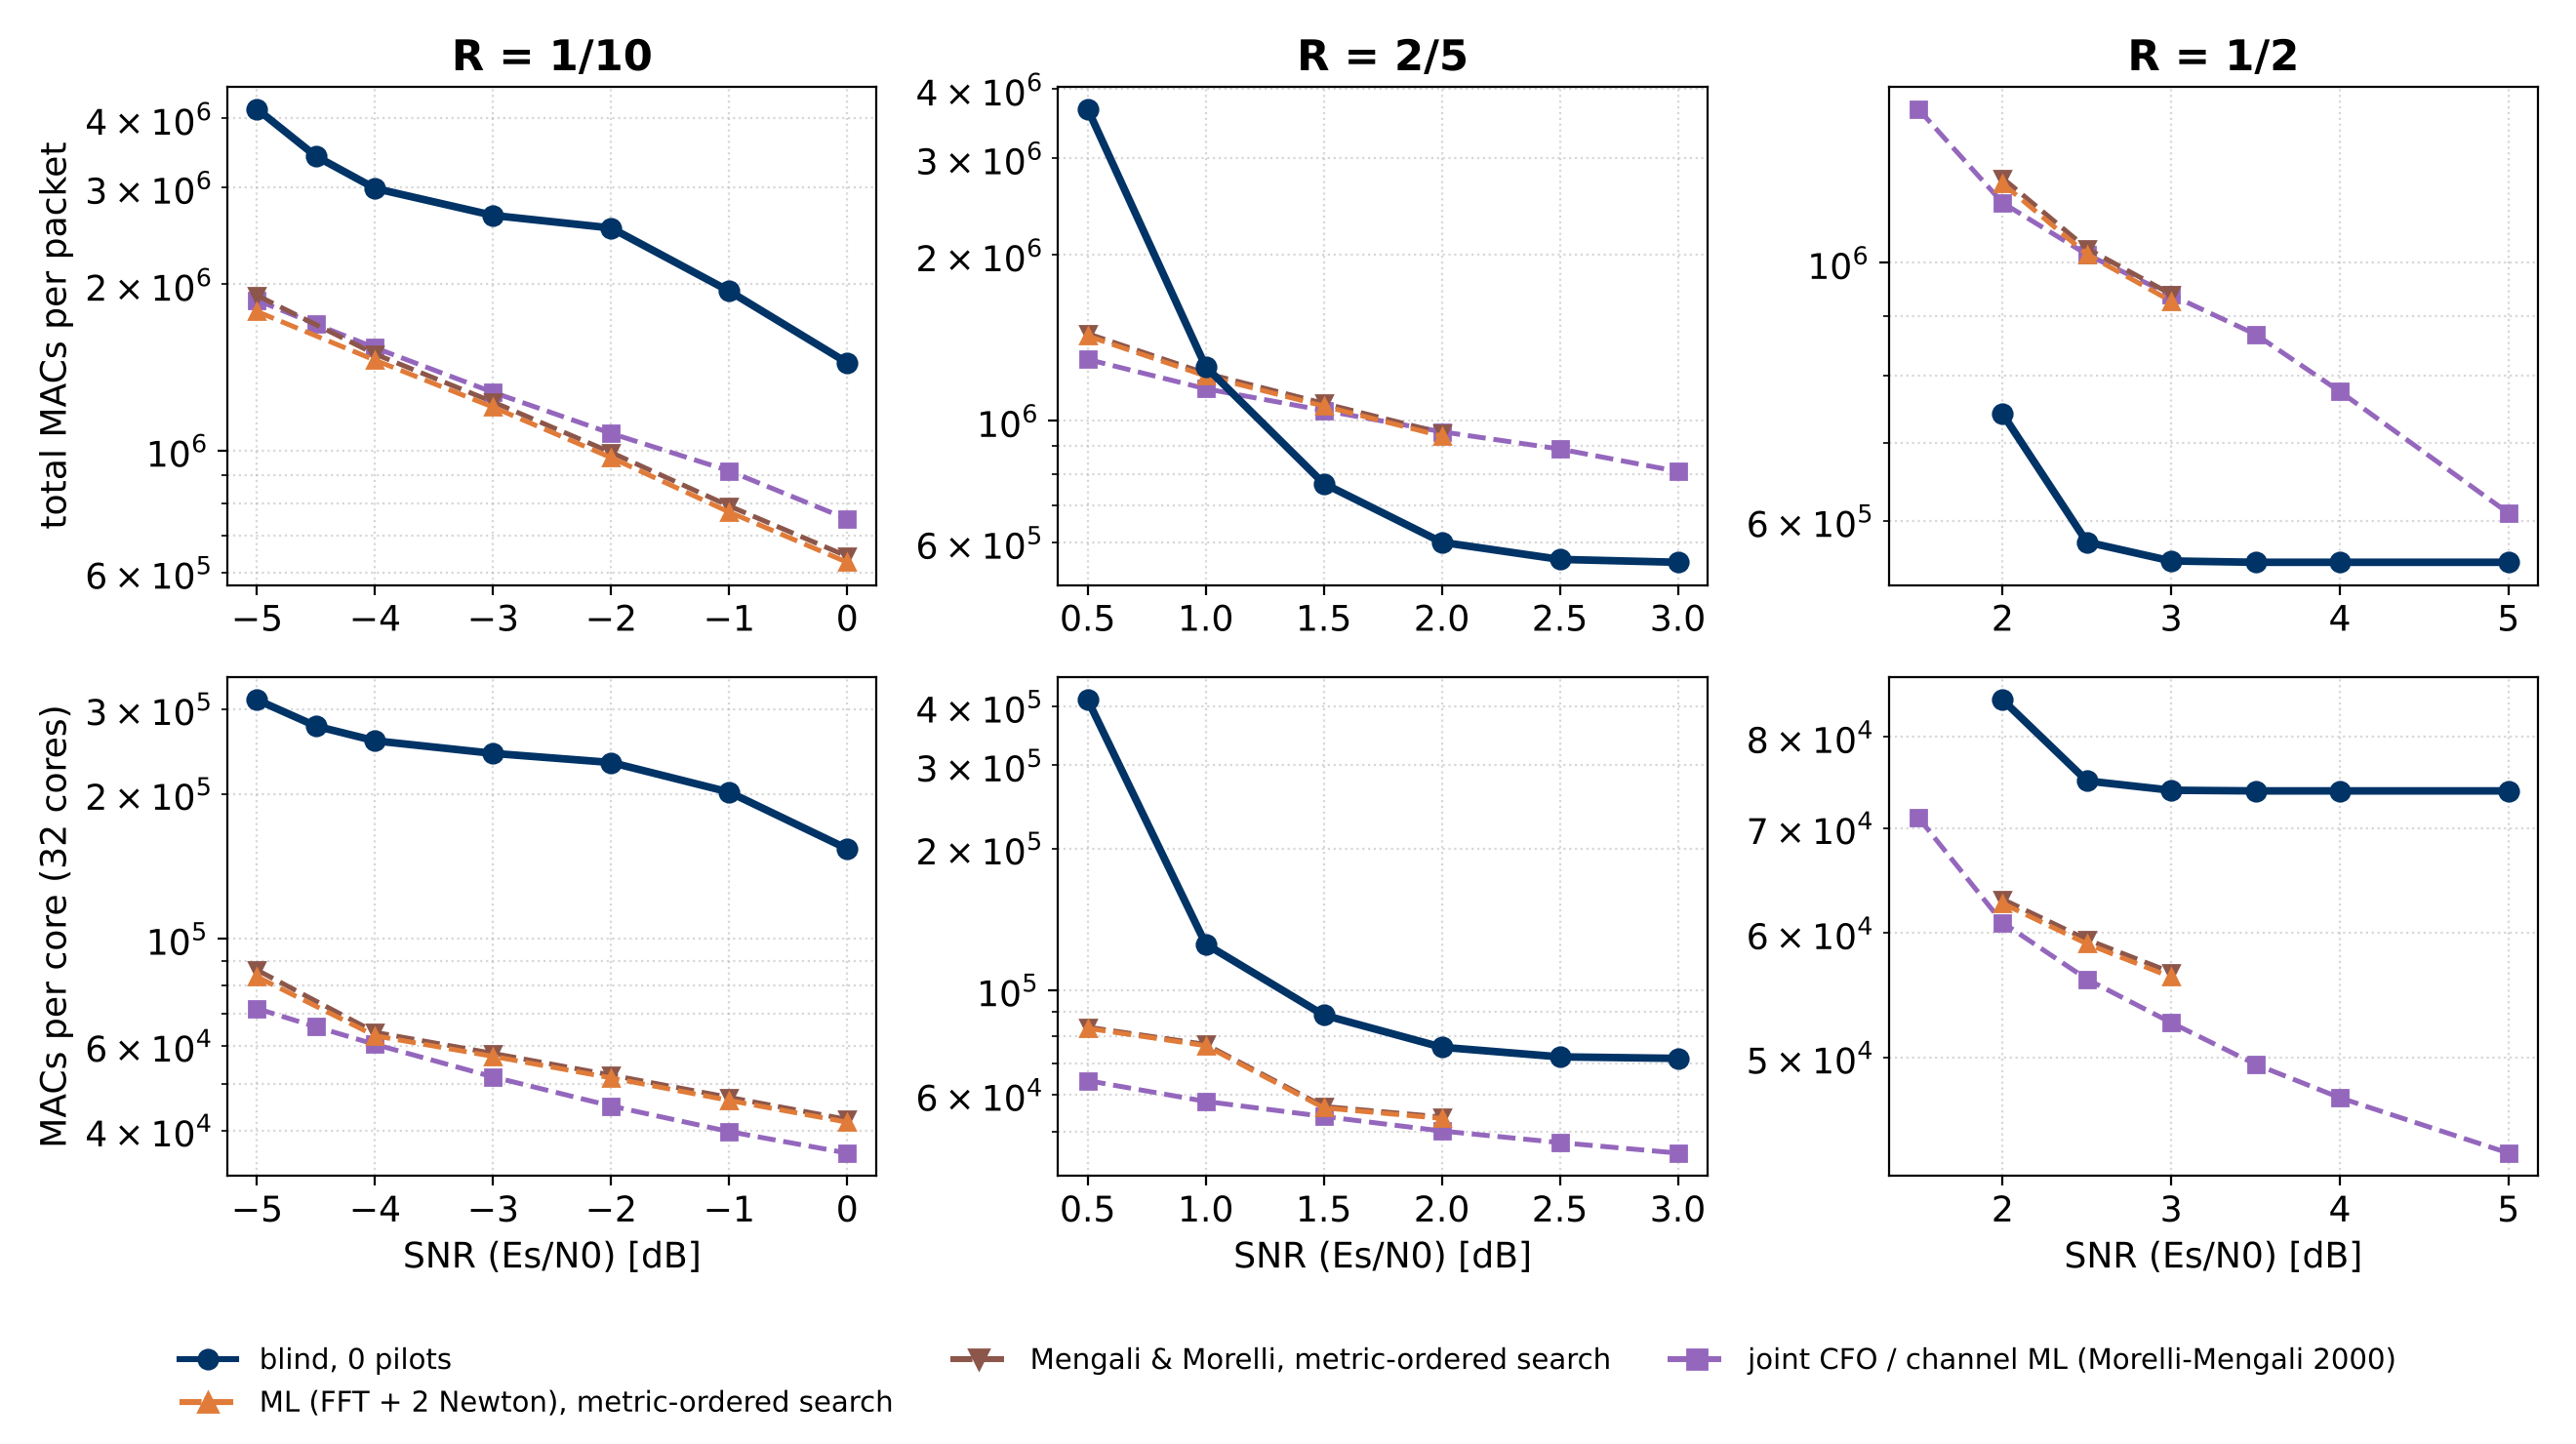 R = 1/10
R = 2/5
R = 1/2
total MACs per packet
4 × 10⁶
3 × 10⁶
2 × 10⁶
10⁶
6 × 10⁵
−5 −4 −3 −2 −1 0
4 × 10⁶
3 × 10⁶
2 × 10⁶
10⁶
6 × 10⁵
0.5 1.0 1.5 2.0 2.5 3.0
10⁶
6 × 10⁵
2 3 4 5
MACs per core (32 cores)
3 × 10⁵
2 × 10⁵
10⁵
6 × 10⁴
4 × 10⁴
−5 −4 −3 −2 −1 0
SNR (Es/N0) [dB]
4 × 10⁵
3 × 10⁵
2 × 10⁵
10⁵
6 × 10⁴
0.5 1.0 1.5 2.0 2.5 3.0
SNR (Es/N0) [dB]
8 × 10⁴
7 × 10⁴
6 × 10⁴
5 × 10⁴
2 3 4 5
SNR (Es/N0) [dB]
blind, 0 pilots
ML (FFT + 2 Newton), metric-ordered search
Mengali & Morelli, metric-ordered search
joint CFO / channel ML (Morelli-Mengali 2000)